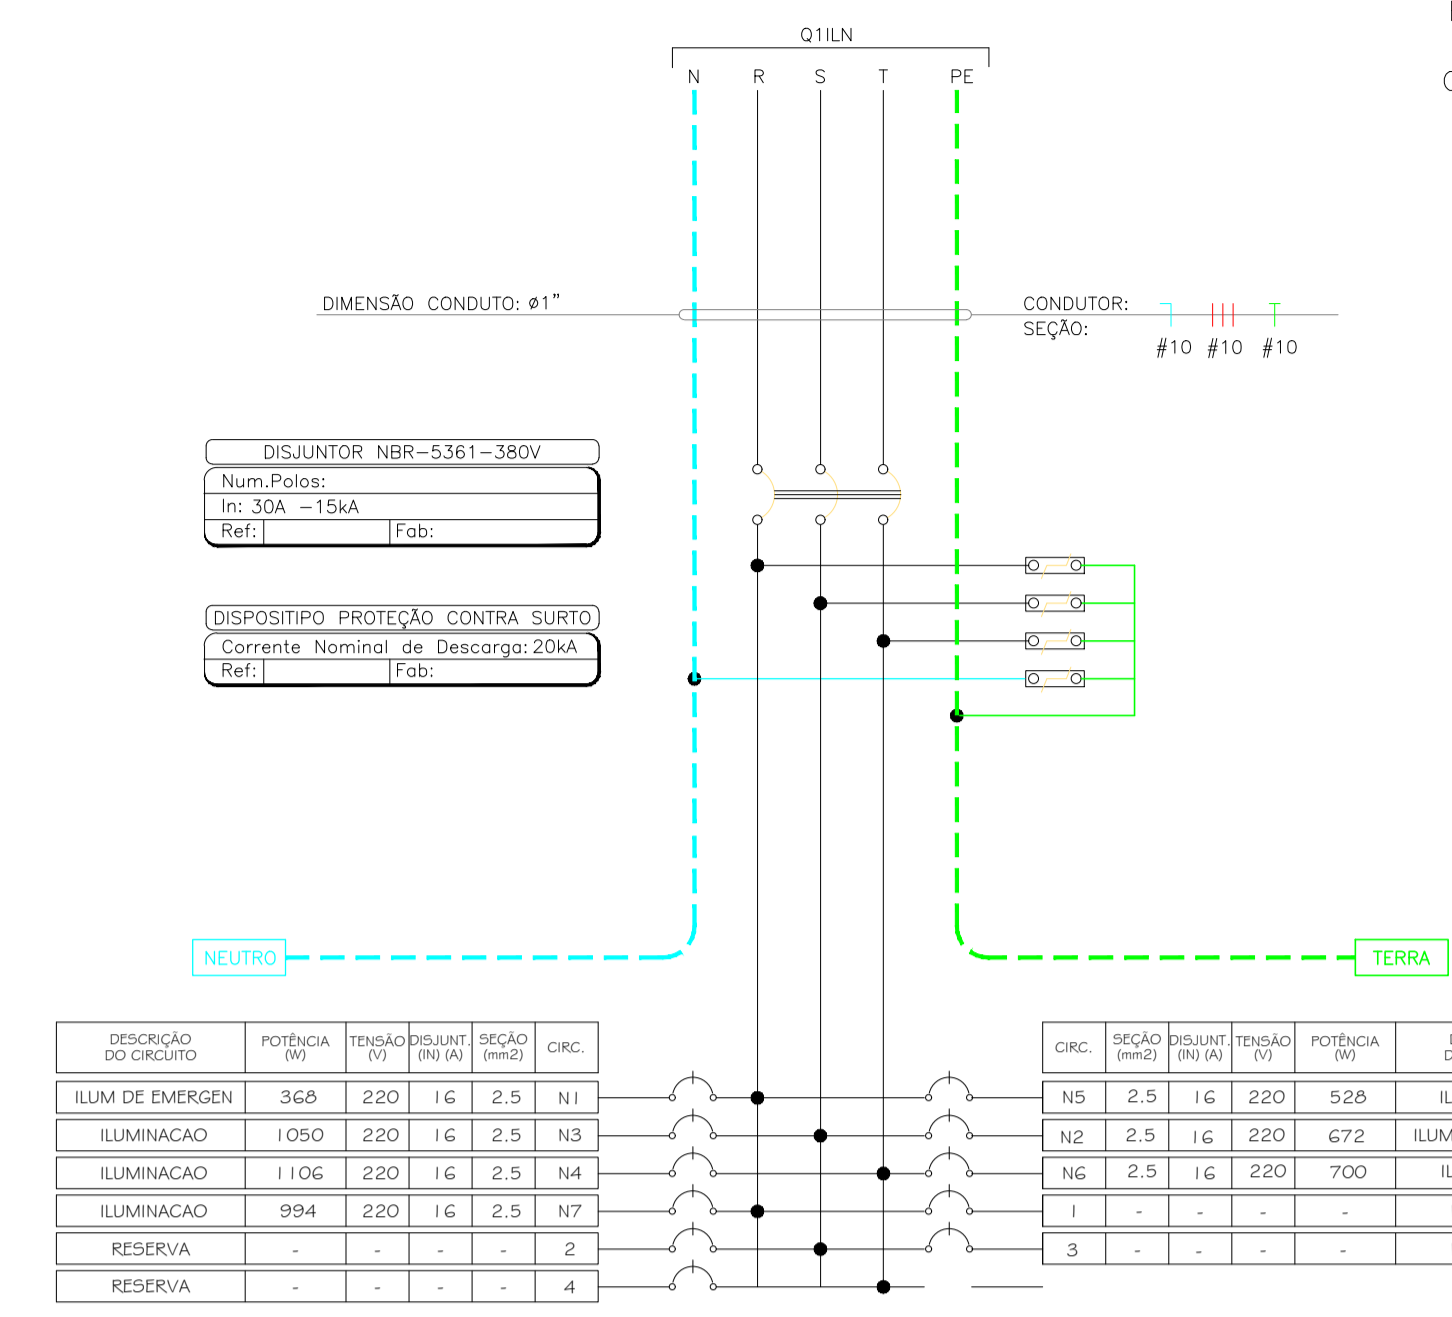 Q1ILN
N R S T PE
DIMENSÃO CONDUTO: ø1”
CONDUTOR:
SEÇÃO:
#10 #10 #10
DISJUNTOR NBR-5361-380V
Num.Polos:
In: 30A -15kA
Ref: Fab:
DISPOSITIPO PROTEÇÃO CONTRA SURTO
Corrente Nominal de Descarga: 20kA
Ref: Fab:
NEUTRO
TERRA
DESCRIÇÃO DO CIRCUITO POTÊNCIA (W) TENSÃO (V) DISJUNT. (IN) (A) SEÇÃO (mm2) CIRC.
ILUM DE EMERGEN 368 220 16 2.5 N1
ILUMINACAO 1050 220 16 2.5 N3
ILUMINACAO 1106 220 16 2.5 N4
ILUMINACAO 994 220 16 2.5 N7
RESERVA - - - - 2
RESERVA - - - - 4
CIRC. SEÇÃO (mm2) DISJUNT. (IN) (A) TENSÃO (V) POTÊNCIA (W)
N5 2.5 16 220 528
N2 2.5 16 220 672 ILUM
N6 2.5 16 220 700
1 - - - -
3 - - - -